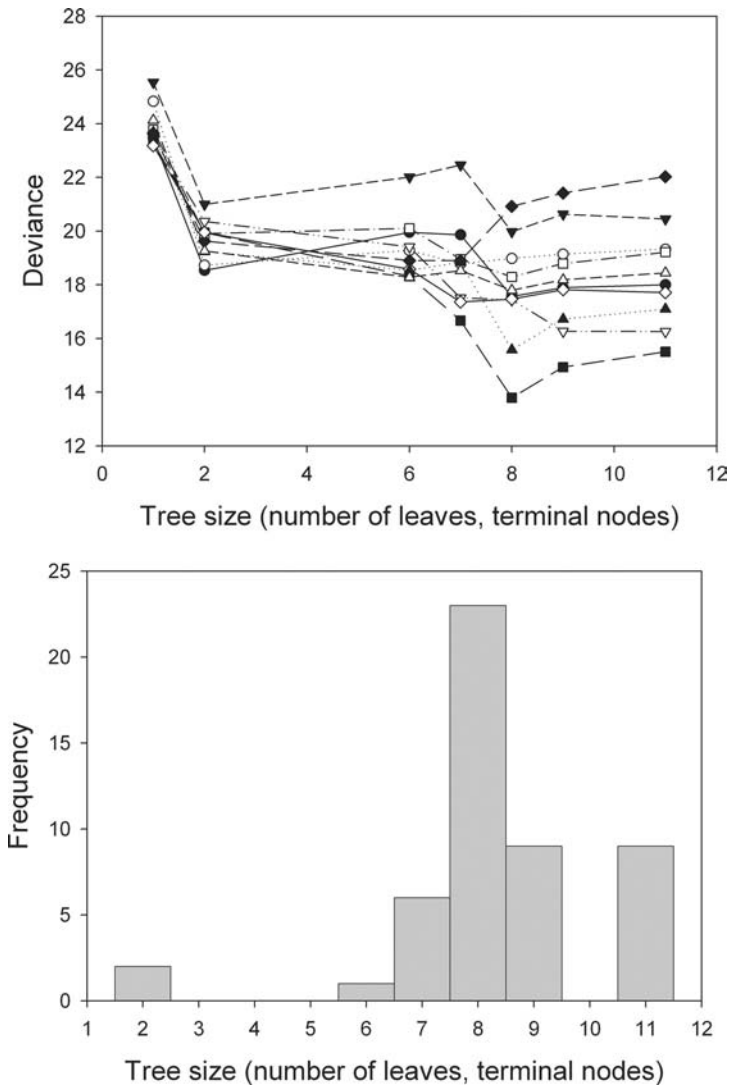 28
26
24
22
20
18
16
14
12
Deviance
0 2 4 6 8 10 12
Tree size (number of leaves, terminal nodes)
25
20
15
10
5
0
Frequency
1 2 3 4 5 6 7 8 9 10 11 12
Tree size (number of leaves, terminal nodes)